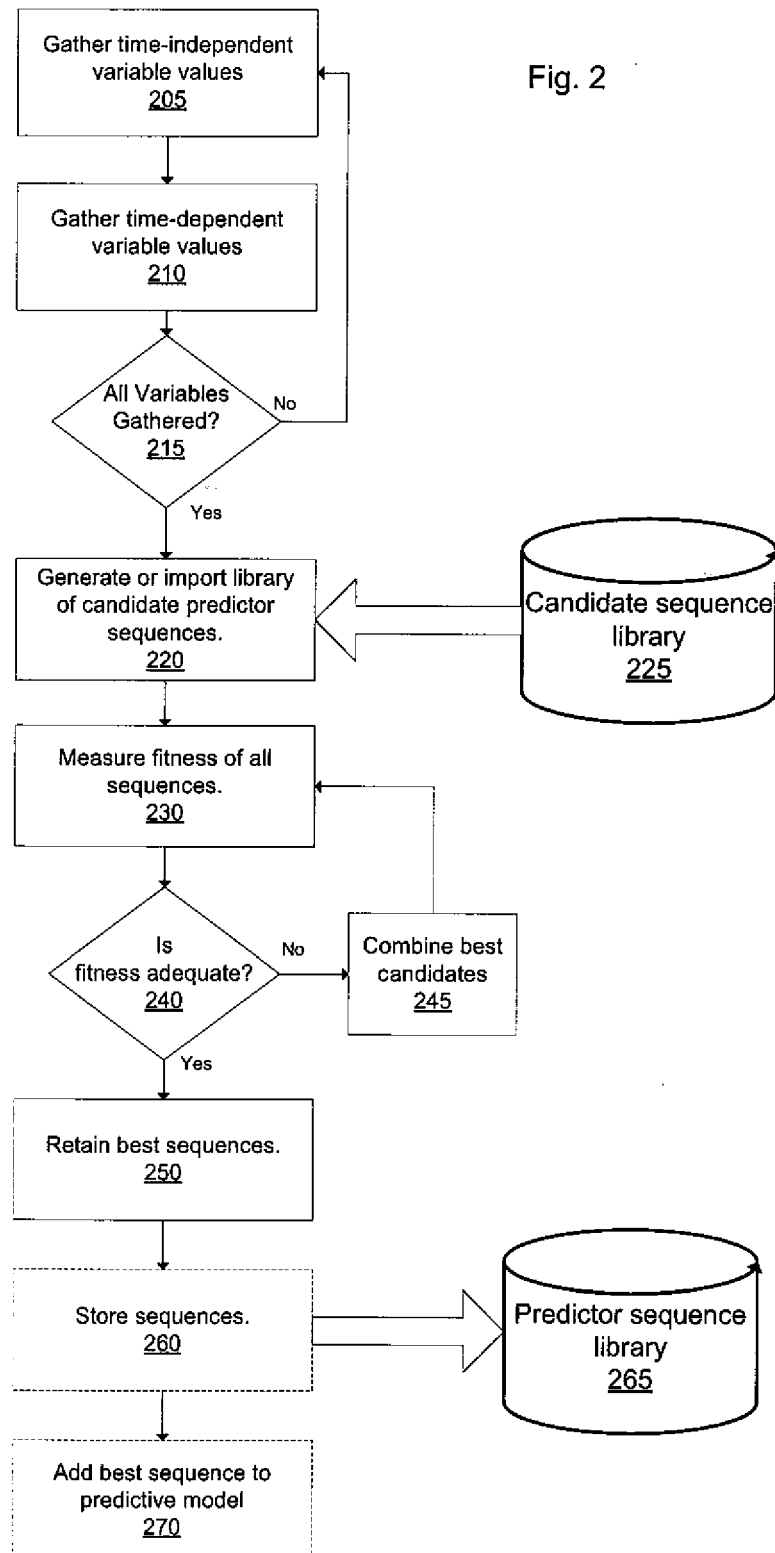 Fig. 2
Gather time-independent
variable values
205
Gather time-dependent
variable values
210
All Variables
Gathered?
215
No
Yes
Generate or import library
of candidate predictor
sequences.
220
Candidate sequence
library
225
Measure fitness of all
sequences.
230
Is
fitness adequate?
240
No
Combine best
candidates
245
Yes
Retain best sequences.
250
Store sequences.
260
Predictor sequence
library
265
Add best sequence to
predictive model
270